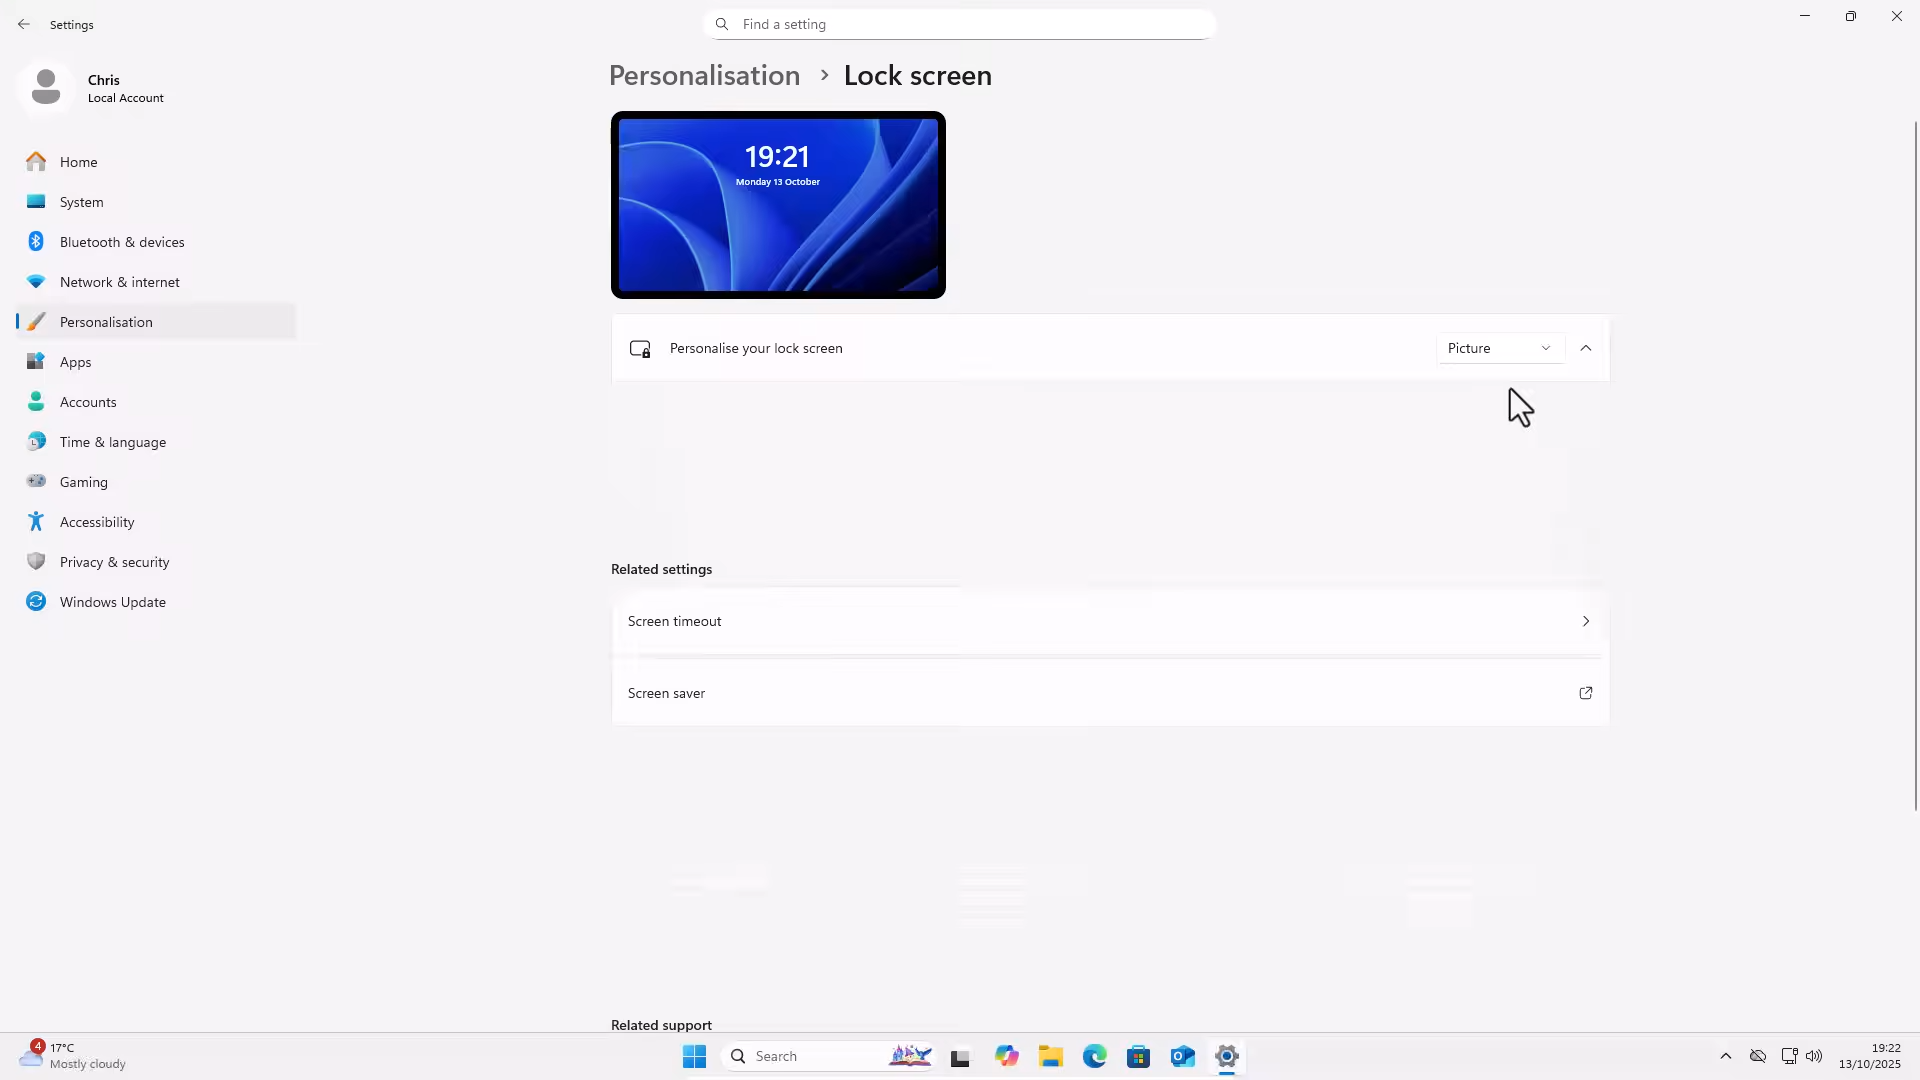 Settings
Find a setting
Chris
Local Account
Home
System
Bluetooth & devices
Network & internet
Personalisation
Apps
Accounts
Time & language
Gaming
Accessibility
Privacy & security
Windows Update
Personalisation > Lock screen
19:21
Monday 13 October
Personalise your lock screen
Picture
Related settings
Screen timeout
Screen saver
Related support
4
17°C
Mostly cloudy
Search
19:22
13/10/2025